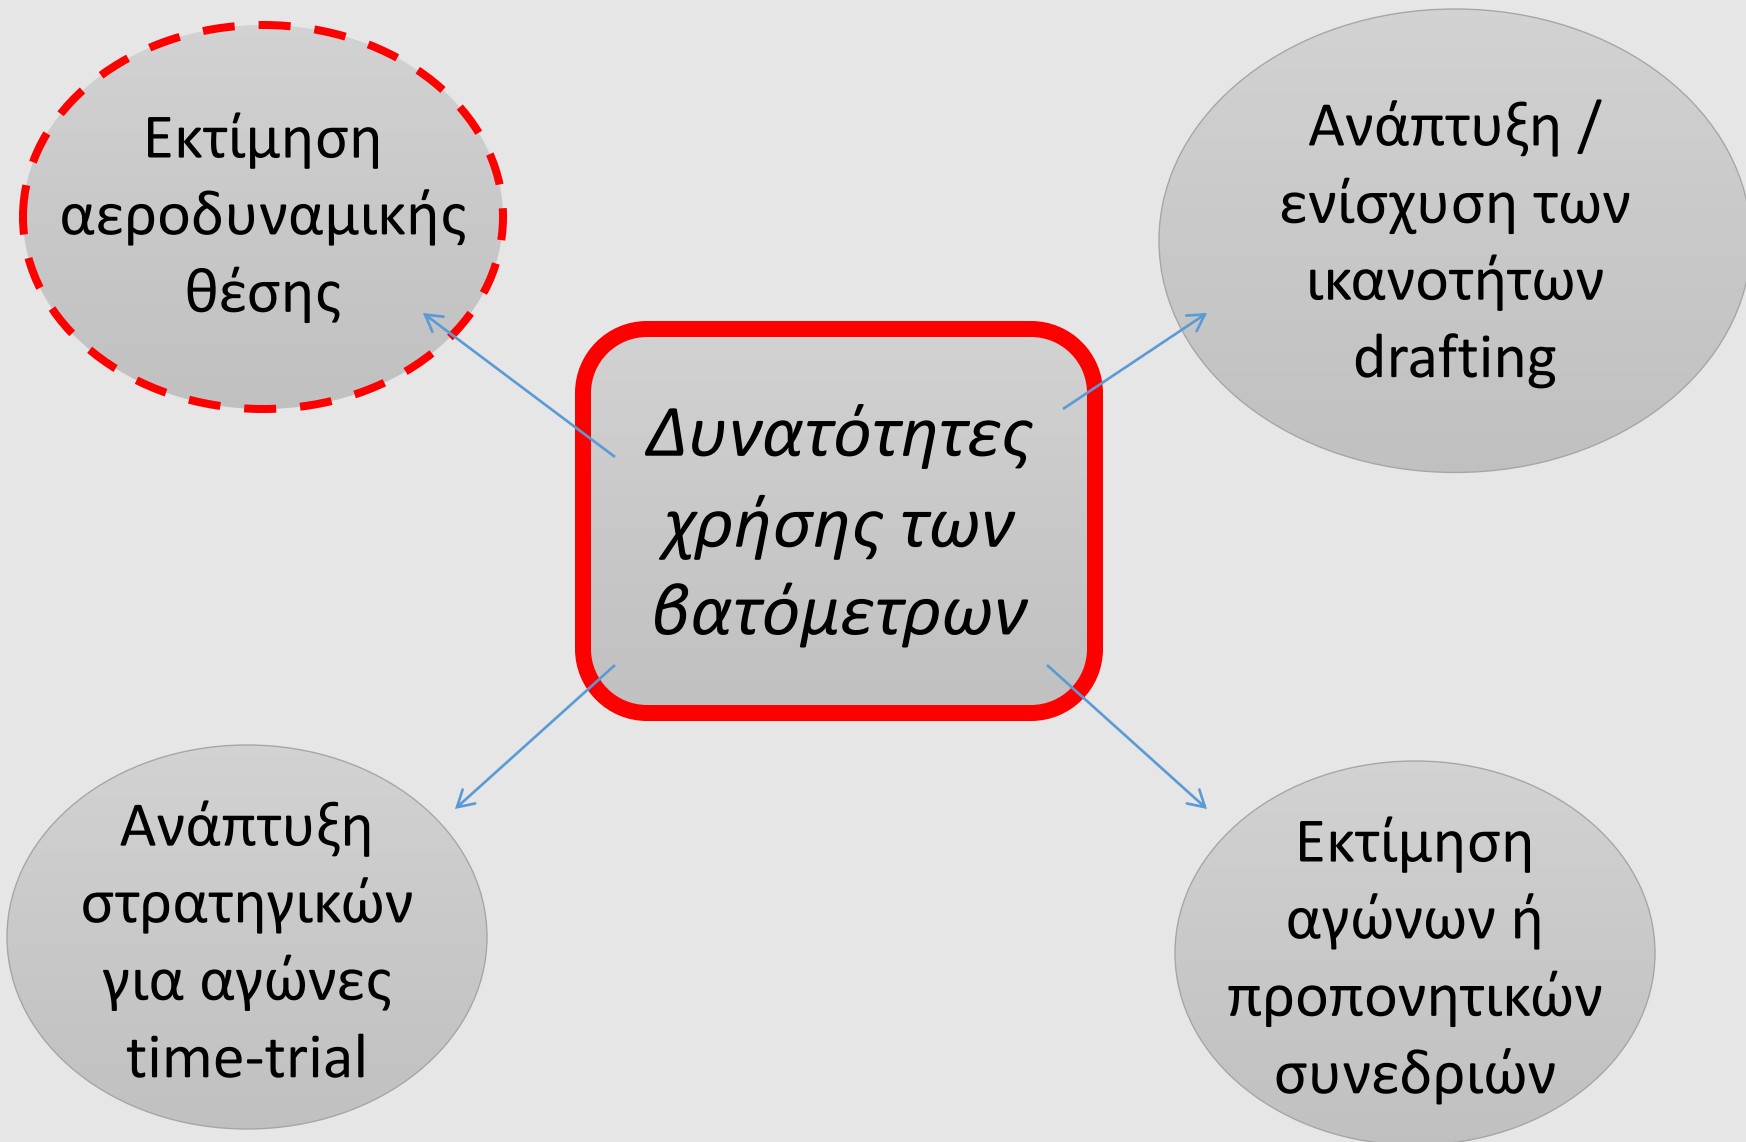 Εκτίμηση
αεροδυναμικής
θέσης
Ανάπτυξη /
ενίσχυση των
ικανοτήτων
drafting
Δυνατότητες
χρήσης των
βατόμετρων
Ανάπτυξη
στρατηγικών
για αγώνες
time-trial
Εκτίμηση
αγώνων ή
προπονητικών
συνεδριών